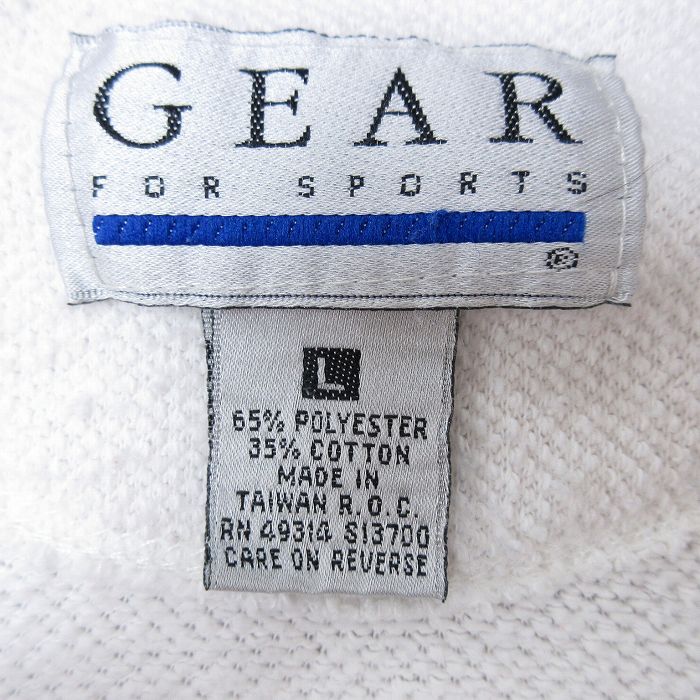 GEAR
FOR SPORTS
®
L
65% POLYESTER
35% COTTON
MADE IN
TAIWAN R.O.C.
RN 49314 S13700
CARE ON REVERSE